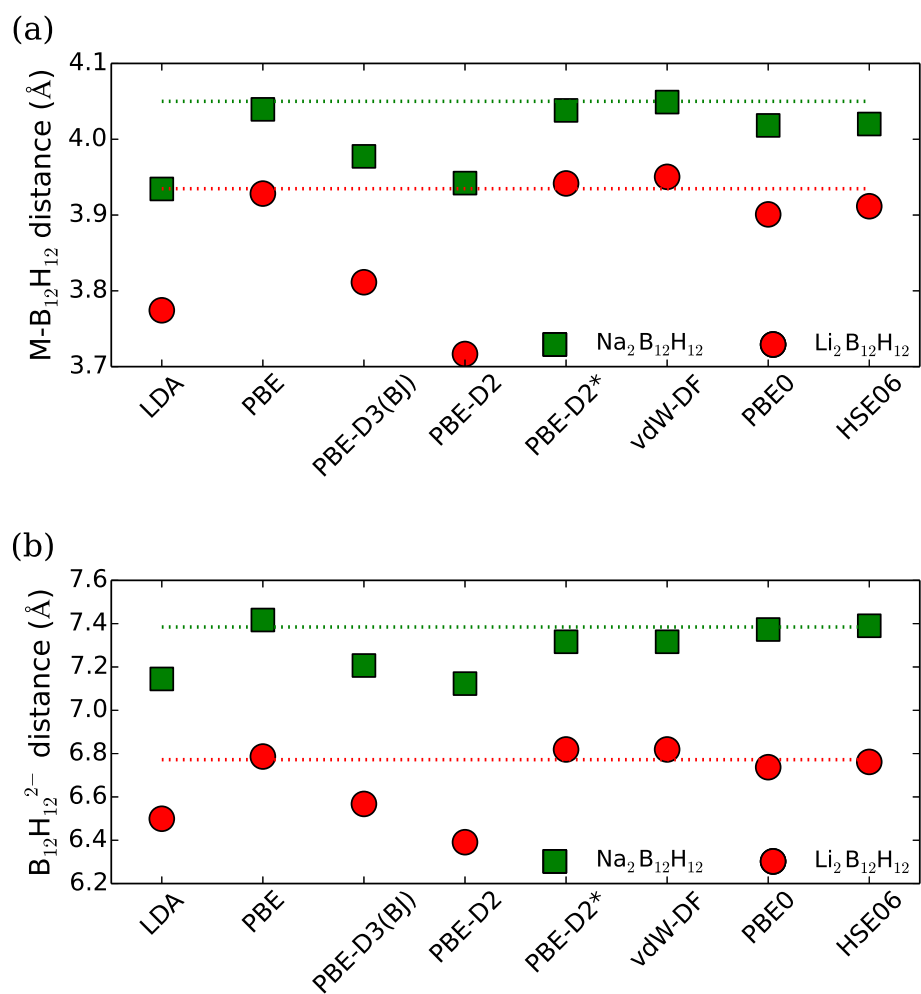 (a)
M-B₁₂H₁₂ distance (Å)
4.1
4.0
3.9
3.8
3.7
Na₂B₁₂H₁₂ Li₂B₁₂H₁₂
LDA PBE PBE-D3(BJ) PBE-D2 PBE-D2* vdW-DF PBE0 HSE06
(b)
B₁₂H₁₂²⁻ distance (Å)
7.6
7.4
7.2
7.0
6.8
6.6
6.4
6.2
Na₂B₁₂H₁₂ Li₂B₁₂H₁₂
LDA PBE PBE-D3(BJ) PBE-D2 PBE-D2* vdW-DF PBE0 HSE06